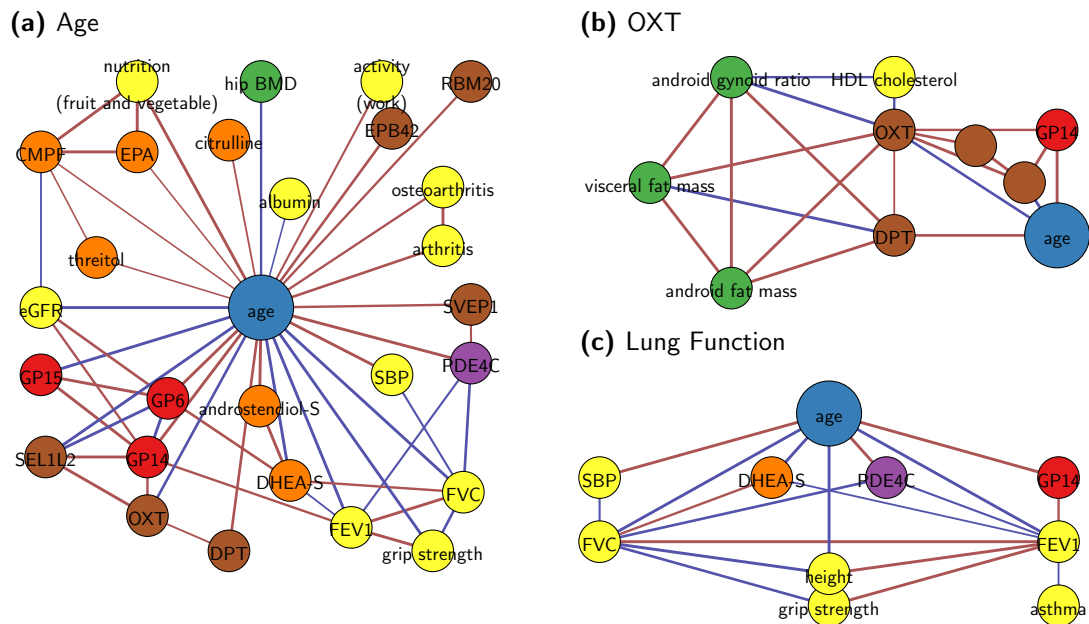 (a) Age
nutrition
(fruit and vegetable)
hip BMD
activity
(work)
RBM20
EPB42
CMPF
EPA
citrulline
albumin
osteoarthritis
arthritis
threitol
eGFR
age
SVEP1
GP15
GP6
SBP
PDE4C
androstendiol-S
SEL1L2
GP14
DHEA-S
FVC
OXT
FEV1
DPT
grip strength
(b) OXT
android gynoid ratio
HDL cholesterol
OXT
GP14
visceral fat mass
DPT
age
android fat mass
(c) Lung Function
age
SBP
DHEA-S
PDE4C
GP14
FVC
FEV1
height
grip strength
asthma